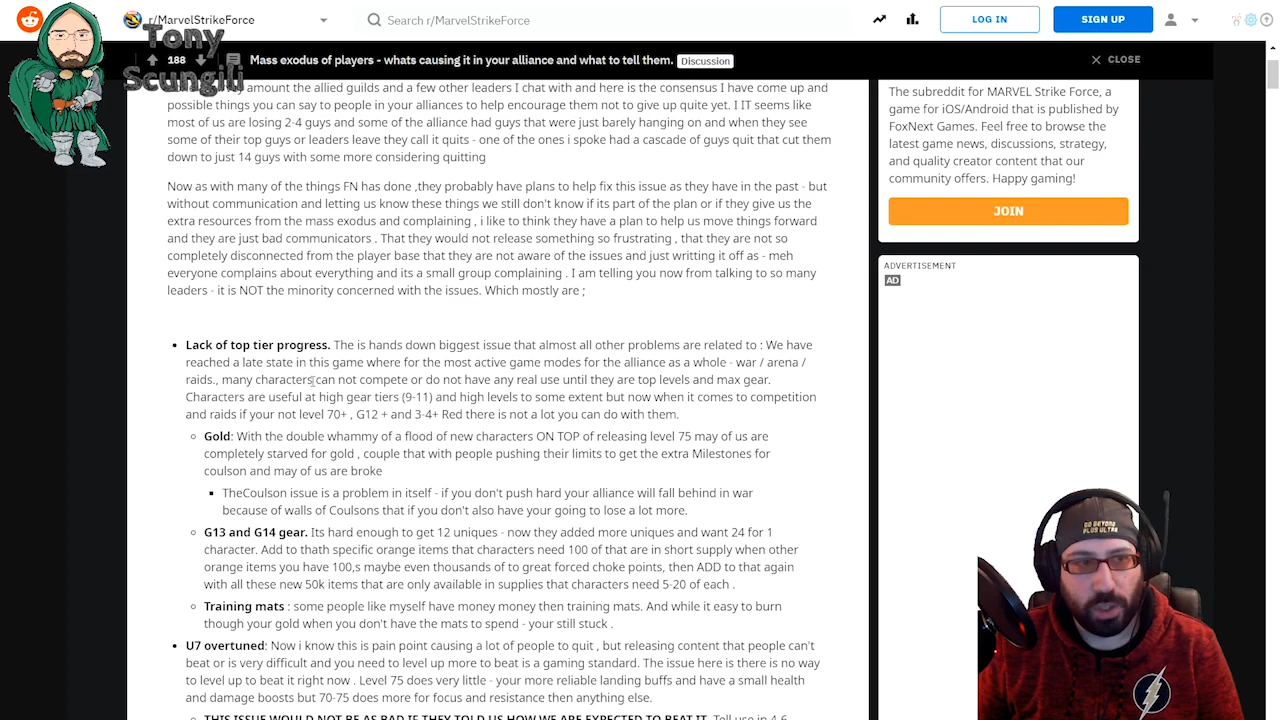 r/MarvelStrikeForce
Search r/MarvelStrikeForce
LOG IN
SIGN UP
Tony
Scungili
188
Mass exodus of players - whats causing it in your alliance and what to tell them.
Discussion
CLOSE
amount the allied guilds and a few other leaders I chat with and here is the consensus I have come up and
possible things you can say to people in your alliances to help encourage them not to give up quite yet. I IT seems like
most of us are losing 2-4 guys and some of the alliance had guys that were just barely hanging on and when they see
some of their top guys or leaders leave they call it quits - one of the ones i spoke had a cascade of guys quit that cut them
down to just 14 guys with some more considering quitting
Now as with many of the things FN has done ,they probably have plans to help fix this issue as they have in the past - but
without communication and letting us know these things we still don't know if its part of the plan or if they give us the
extra resources from the mass exodus and complaining , i like to think they have a plan to help us move things forward
and they are just bad communicators . That they would not release something so frustrating , that they are not so
completely disconnected from the player base that they are not aware of the issues and just writting it off as - meh
everyone complains about everything and its a small group complaining . I am telling you now from talking to so many
leaders - it is NOT the minority concerned with the issues. Which mostly are ;
• Lack of top tier progress. The is hands down biggest issue that almost all other problems are related to : We have
reached a late state in this game where for the most active game modes for the alliance as a whole - war / arena /
raids., many characters can not compete or do not have any real use until they are top levels and max gear.
Characters are useful at high gear tiers (9-11) and high levels to some extent but now when it comes to competition
and raids if your not level 70+ , G12 + and 3-4+ Red there is not a lot you can do with them.
Gold: With the double whammy of a flood of new characters ON TOP of releasing level 75 may of us are
completely starved for gold , couple that with people pushing their limits to get the extra Milestones for
coulson and may of us are broke
TheCoulson issue is a problem in itself - if you don't push hard your alliance will fall behind in war
because of walls of Coulsons that if you don't also have your going to lose a lot more.
G13 and G14 gear. Its hard enough to get 12 uniques - now they added more uniques and want 24 for 1
character. Add to thath specific orange items that characters need 100 of that are in short supply when other
orange items you have 100,s maybe even thousands of to great forced choke points, then ADD to that again
with all these new 50k items that are only available in supplies that characters need 5-20 of each .
Training mats : some people like myself have money money then training mats. And while it easy to burn
though your gold when you don't have the mats to spend - your still stuck .
• U7 overtuned: Now i know this is pain point causing a lot of people to quit , but releasing content that people can't
beat or is very difficult and you need to level up more to beat is a gaming standard. The issue here is there is no way
to level up to beat it right now . Level 75 does very little - your more reliable landing buffs and have a small health
and damage boosts but 70-75 does more for focus and resistance then anything else.
THIS ISSUE WOULD NOT BE AS BAD IF THEY TOLD US HOW WE ARE EXPECTED TO BEAT IT. Tell use in 4-6
The subreddit for MARVEL Strike Force, a
game for iOS/Android that is published by
FoxNext Games. Feel free to browse the
latest game news, discussions, strategy,
and quality creator content that our
community offers. Happy gaming!
JOIN
ADVERTISEMENT
AD
GO BEYOND
PLUS ULTRA